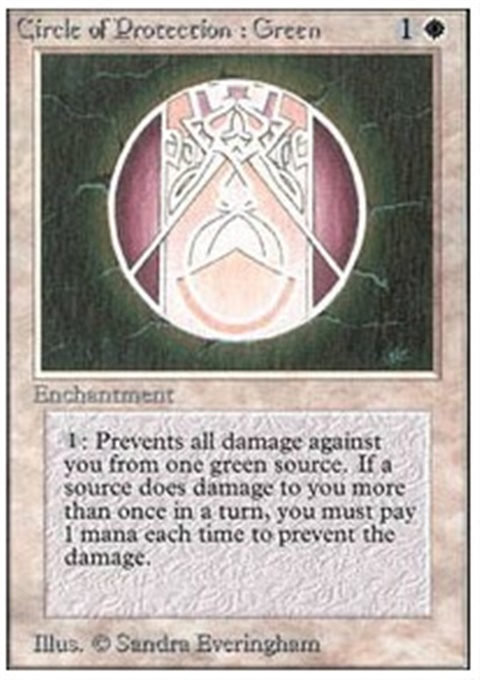 Circle of Protection : Green 1
Enchantment
1: Prevents all damage against
you from one green source. If a
source does damage to you more
than once in a turn, you must pay
1 mana each time to prevent the
damage.
Illus. © Sandra Everingham